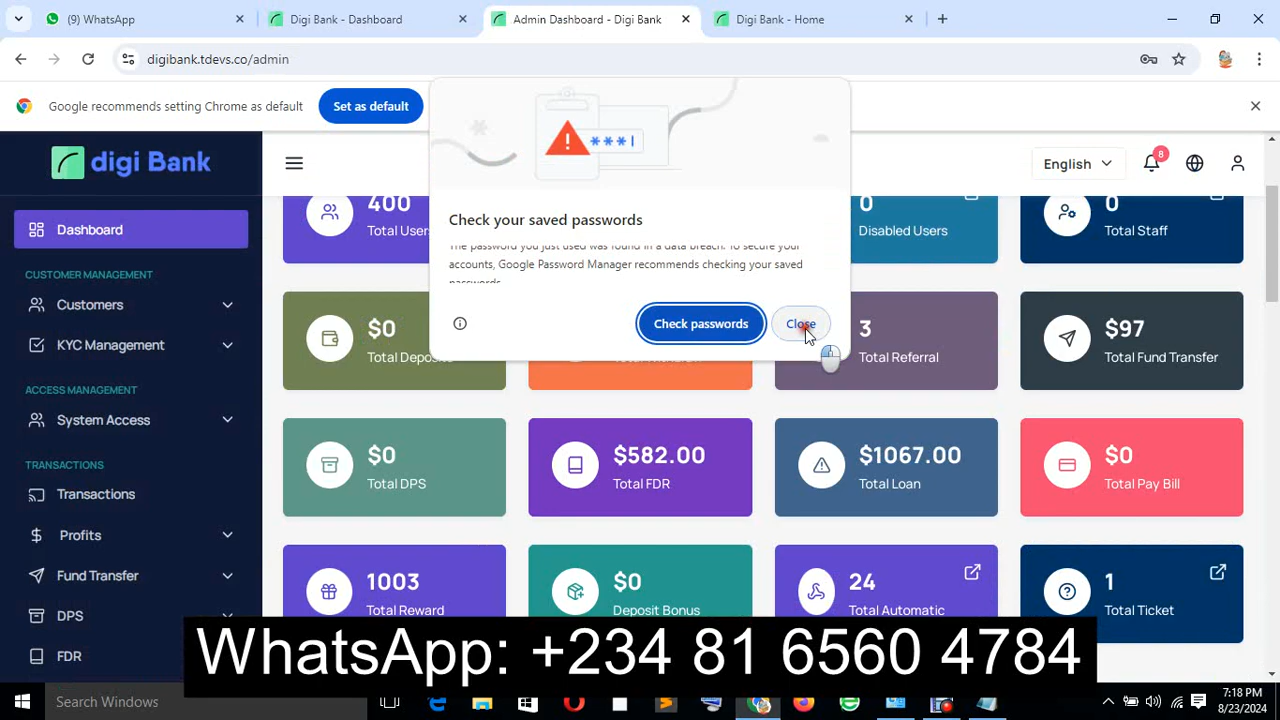 (9) WhatsApp
Digi Bank - Dashboard
Admin Dashboard - Digi Bank
Digi Bank - Home
digibank.tdevs.co/admin
Google recommends setting Chrome as default
Set as default
digi Bank
English
8
Check your saved passwords
The password you just used was found in a data breach. To secure your
accounts, Google Password Manager recommends checking your saved
passwords.
Check passwords
Close
Dashboard
CUSTOMER MANAGEMENT
Customers
KYC Management
ACCESS MANAGEMENT
System Access
TRANSACTIONS
Transactions
Profits
Fund Transfer
DPS
FDR
400
Total Users
0
Disabled Users
0
Total Staff
$0
Total Deposits
3
Total Referral
$97
Total Fund Transfer
$0
Total DPS
$582.00
Total FDR
$1067.00
Total Loan
$0
Total Pay Bill
1003
Total Reward
$0
Deposit Bonus
24
Total Automatic
1
Total Ticket
WhatsApp: +234 81 6560 4784
Search Windows
7:18 PM
8/23/2024